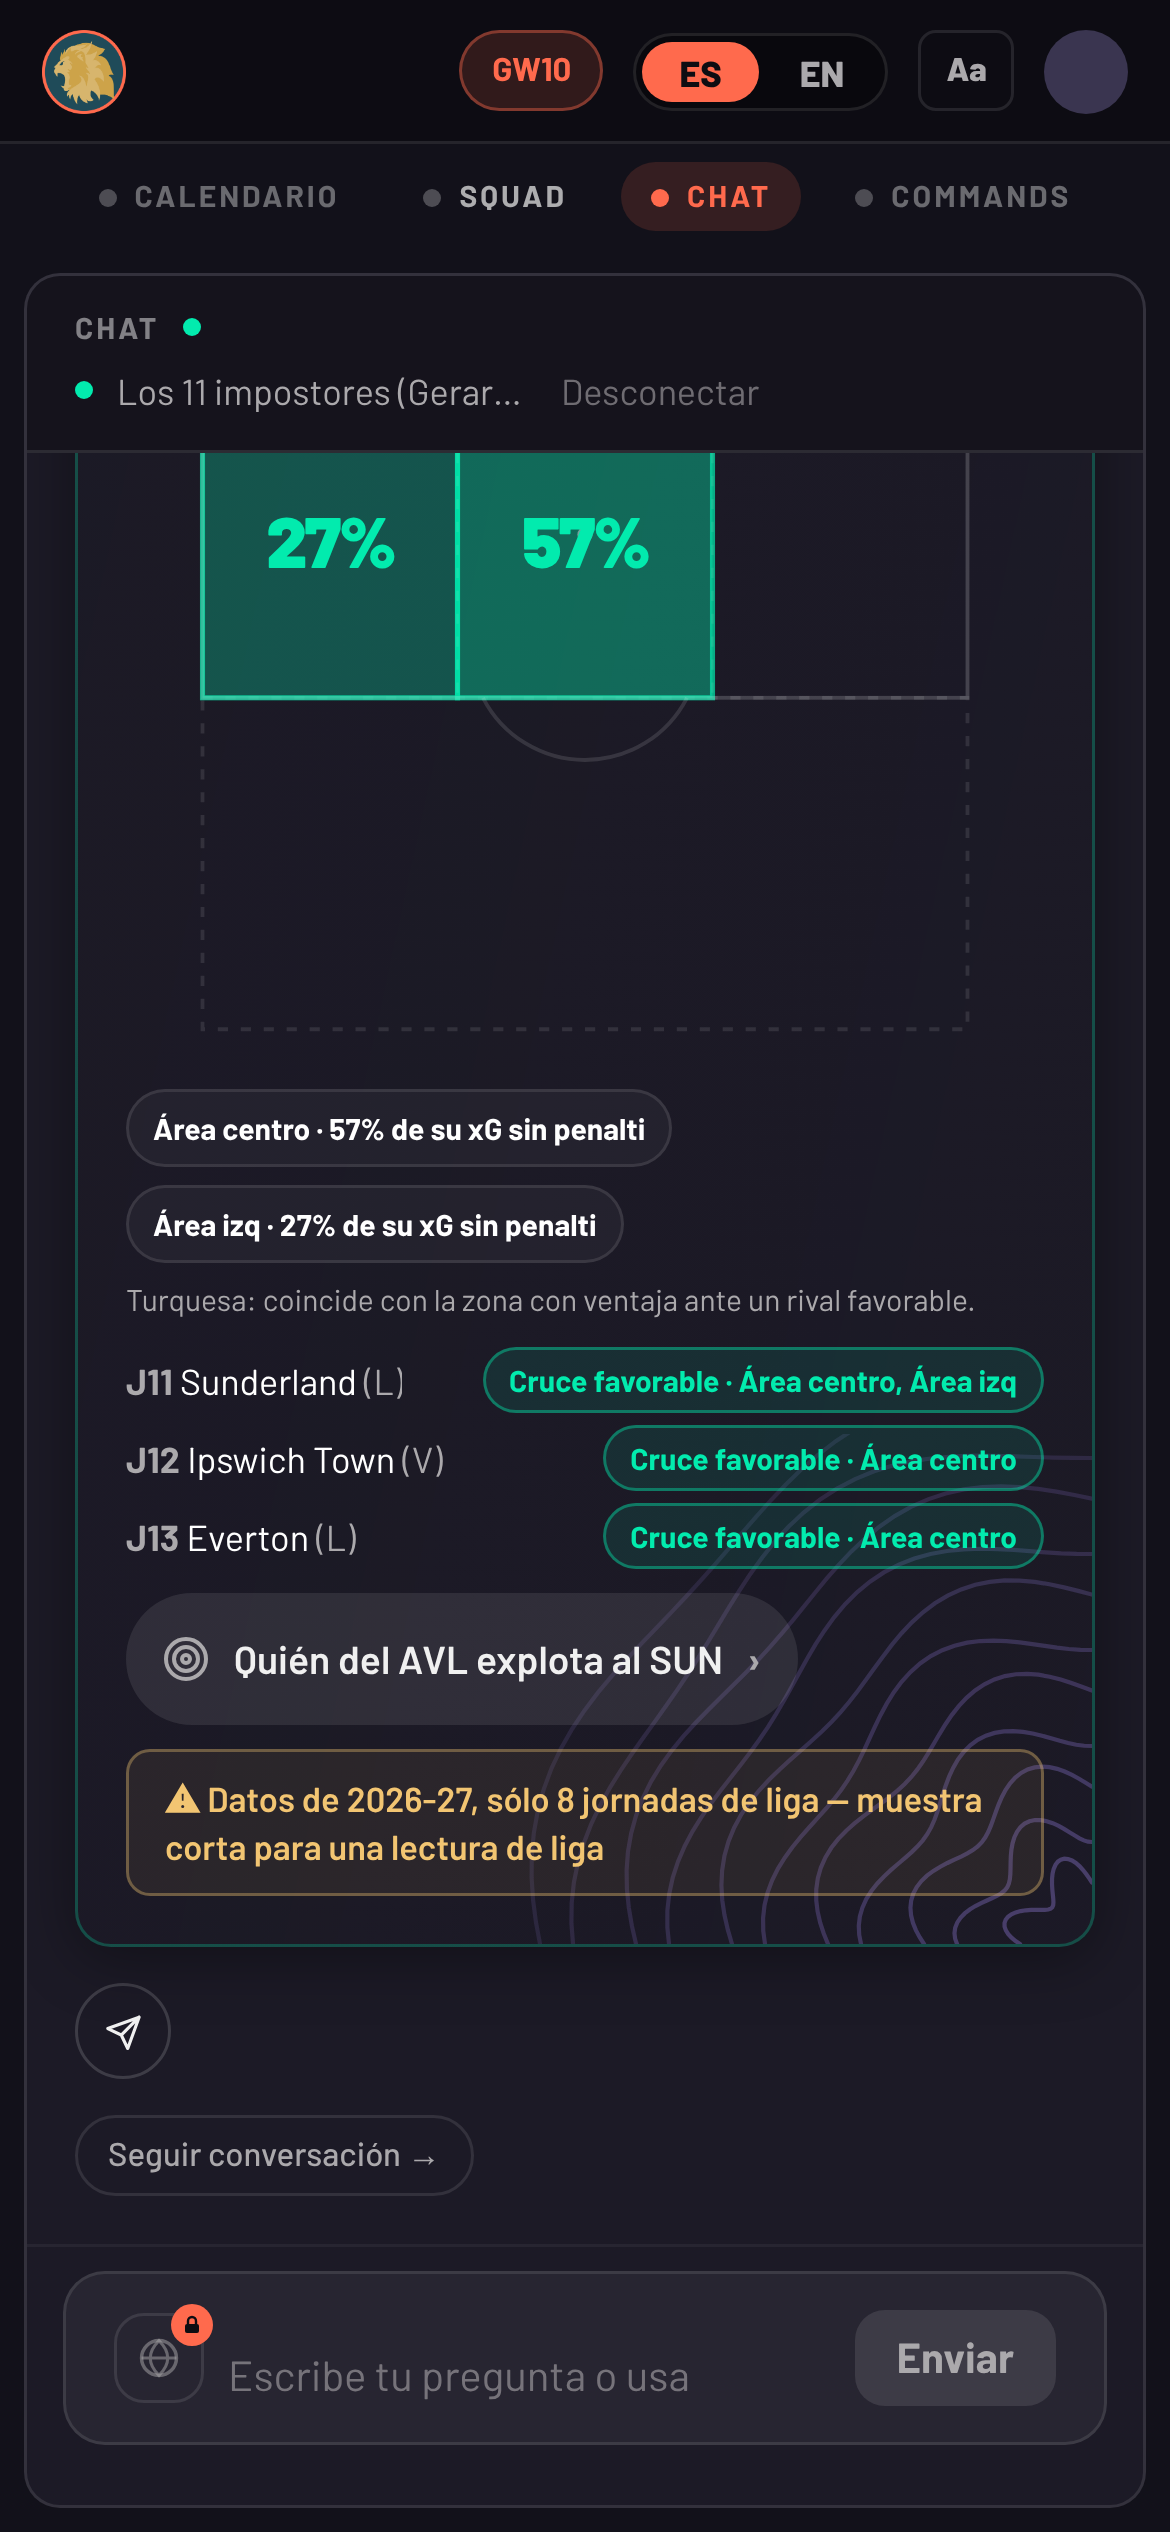 GW10
ES EN
Aa
CALENDARIO SQUAD CHAT COMMANDS
CHAT
Los 11 impostores (Gerar... Desconectar
27% 57%
Área centro · 57% de su xG sin penalti
Área izq · 27% de su xG sin penalti
Turquesa: coincide con la zona con ventaja ante un rival favorable.
J11 Sunderland (L) Cruce favorable · Área centro, Área izq
J12 Ipswich Town (V) Cruce favorable · Área centro
J13 Everton (L) Cruce favorable · Área centro
Quién del AVL explota al SUN ›
⚠ Datos de 2026-27, sólo 8 jornadas de liga — muestra
corta para una lectura de liga
Seguir conversación →
Escribe tu pregunta o usa
Enviar